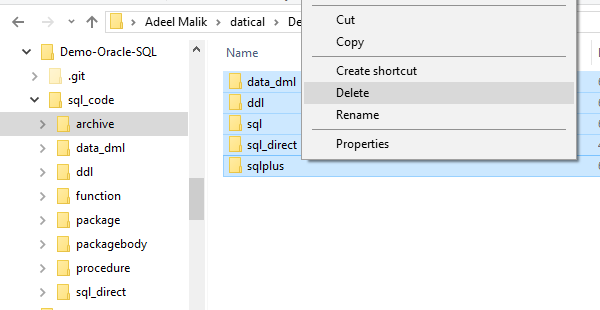 Adeel Malik > datical > De
Cut
Copy
Create shortcut
Delete
Rename
Properties
Demo-Oracle-SQL
.git
sql_code
archive
data_dml
ddl
function
package
packagebody
procedure
sql_direct
Name
data_dml
ddl
sql
sql_direct
sqlplus